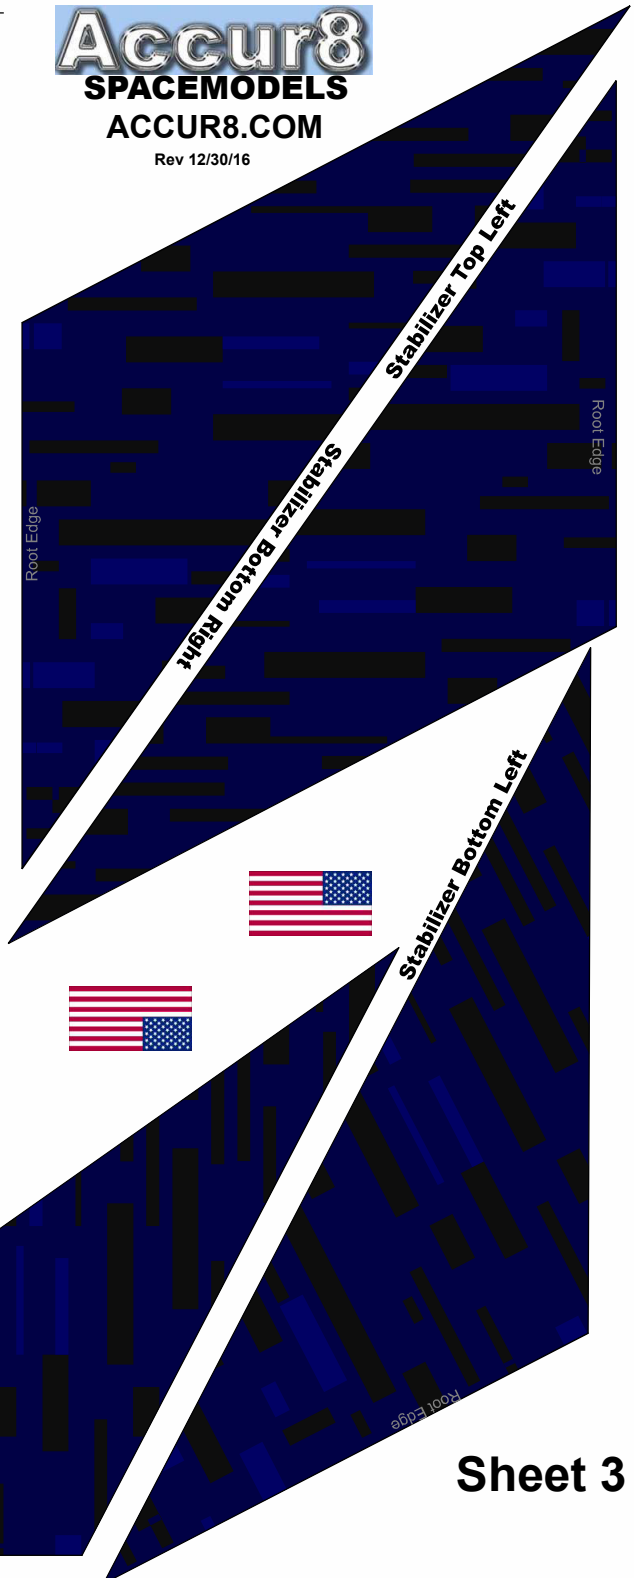 Accur8
SPACEMODELS
ACCUR8.COM
Rev 12/30/16
Stabilizer Top Left
Root Edge
Stabilizer Bottom Right
Root Edge
Stabilizer Bottom Left
Root Edge
Sheet 3